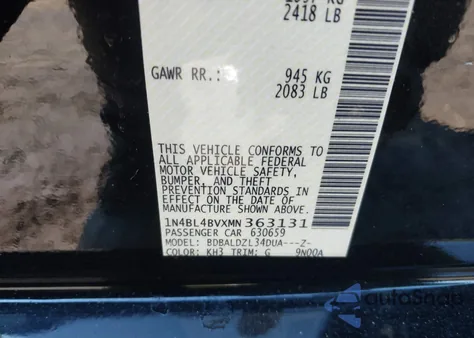 2418 LB
GAWR RR.: 945 KG
2083 LB
THIS VEHICLE CONFORMS TO
ALL APPLICABLE FEDERAL
MOTOR VEHICLE SAFETY,
BUMPER, AND THEFT
PREVENTION STANDARDS IN
EFFECT ON THE DATE OF
MANUFACTURE SHOWN ABOVE.
1N4BL4BVXMN363131
PASSENGER CAR 630659
MODEL: BDBALDZL34DUA---Z-
COLOR: KH3 TRIM: G 9N00A
autoSnap